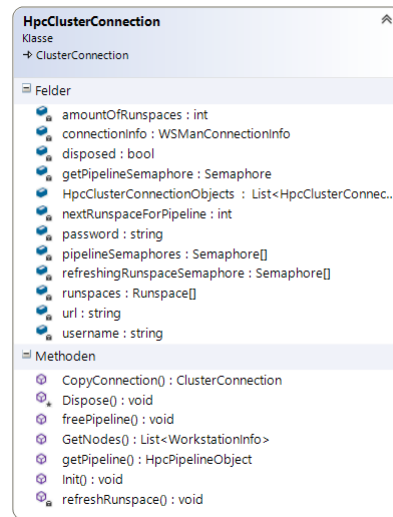 HpcClusterConnection
Klasse
ClusterConnection
Felder
amountOfRunspaces : int
connectionInfo : WSManConnectionInfo
disposed : bool
getPipelineSemaphore : Semaphore
HpcClusterConnectionObjects : List<HpcClusterConnec...
nextRunspaceForPipeline : int
password : string
pipelineSemaphores : Semaphore[]
refreshingRunspaceSemaphore : Semaphore[]
runspaces : Runspace[]
url : string
username : string
Methoden
CopyConnection() : ClusterConnection
Dispose() : void
freePipeline() : void
GetNodes() : List<WorkstationInfo>
getPipeline() : HpcPipelineObject
Init() : void
refreshRunspace() : void